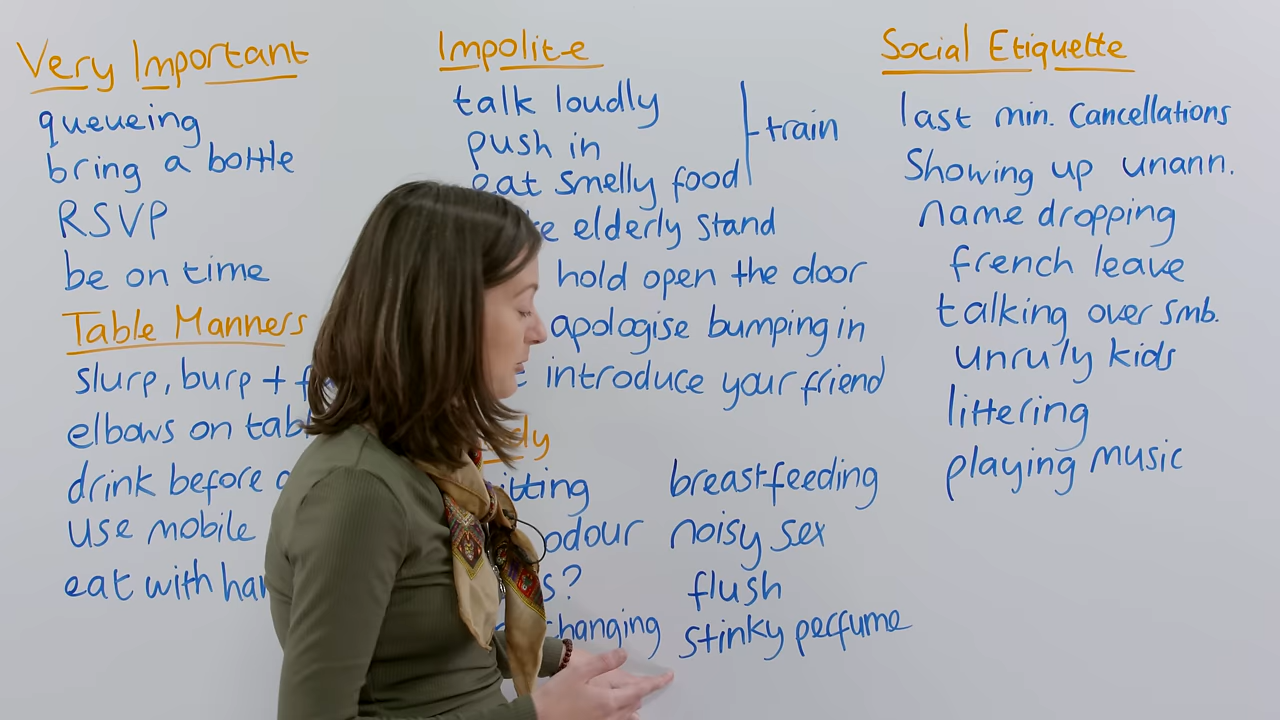 Very Important
queueing
bring a bottle
RSVP
be on time
Table Manners
slurp, burp +
elbows on
drink before
use mobile
eat with
Impolite
talk loudly
push in
eat smelly food
train
elderly stand
hold open the door
apologise bumping in
introduce your friend
odour
changing
breastfeeding
noisy sex
flush
stinky perfume
Social Etiquette
last min. Cancellations
Showing up unann.
name dropping
french leave
talking over smb.
unruly kids
littering
playing music